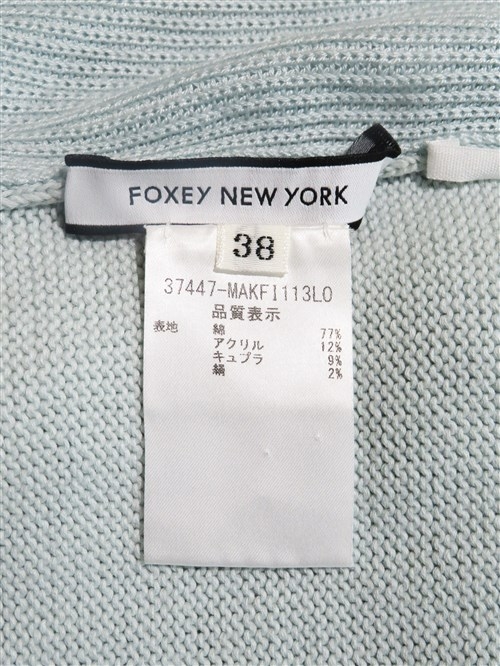 FOXEY NEW YORK
38
37447-MAKFI113LO
品質表示
表地 綿 77%
アクリル 12%
キュプラ 9%
絹 2%